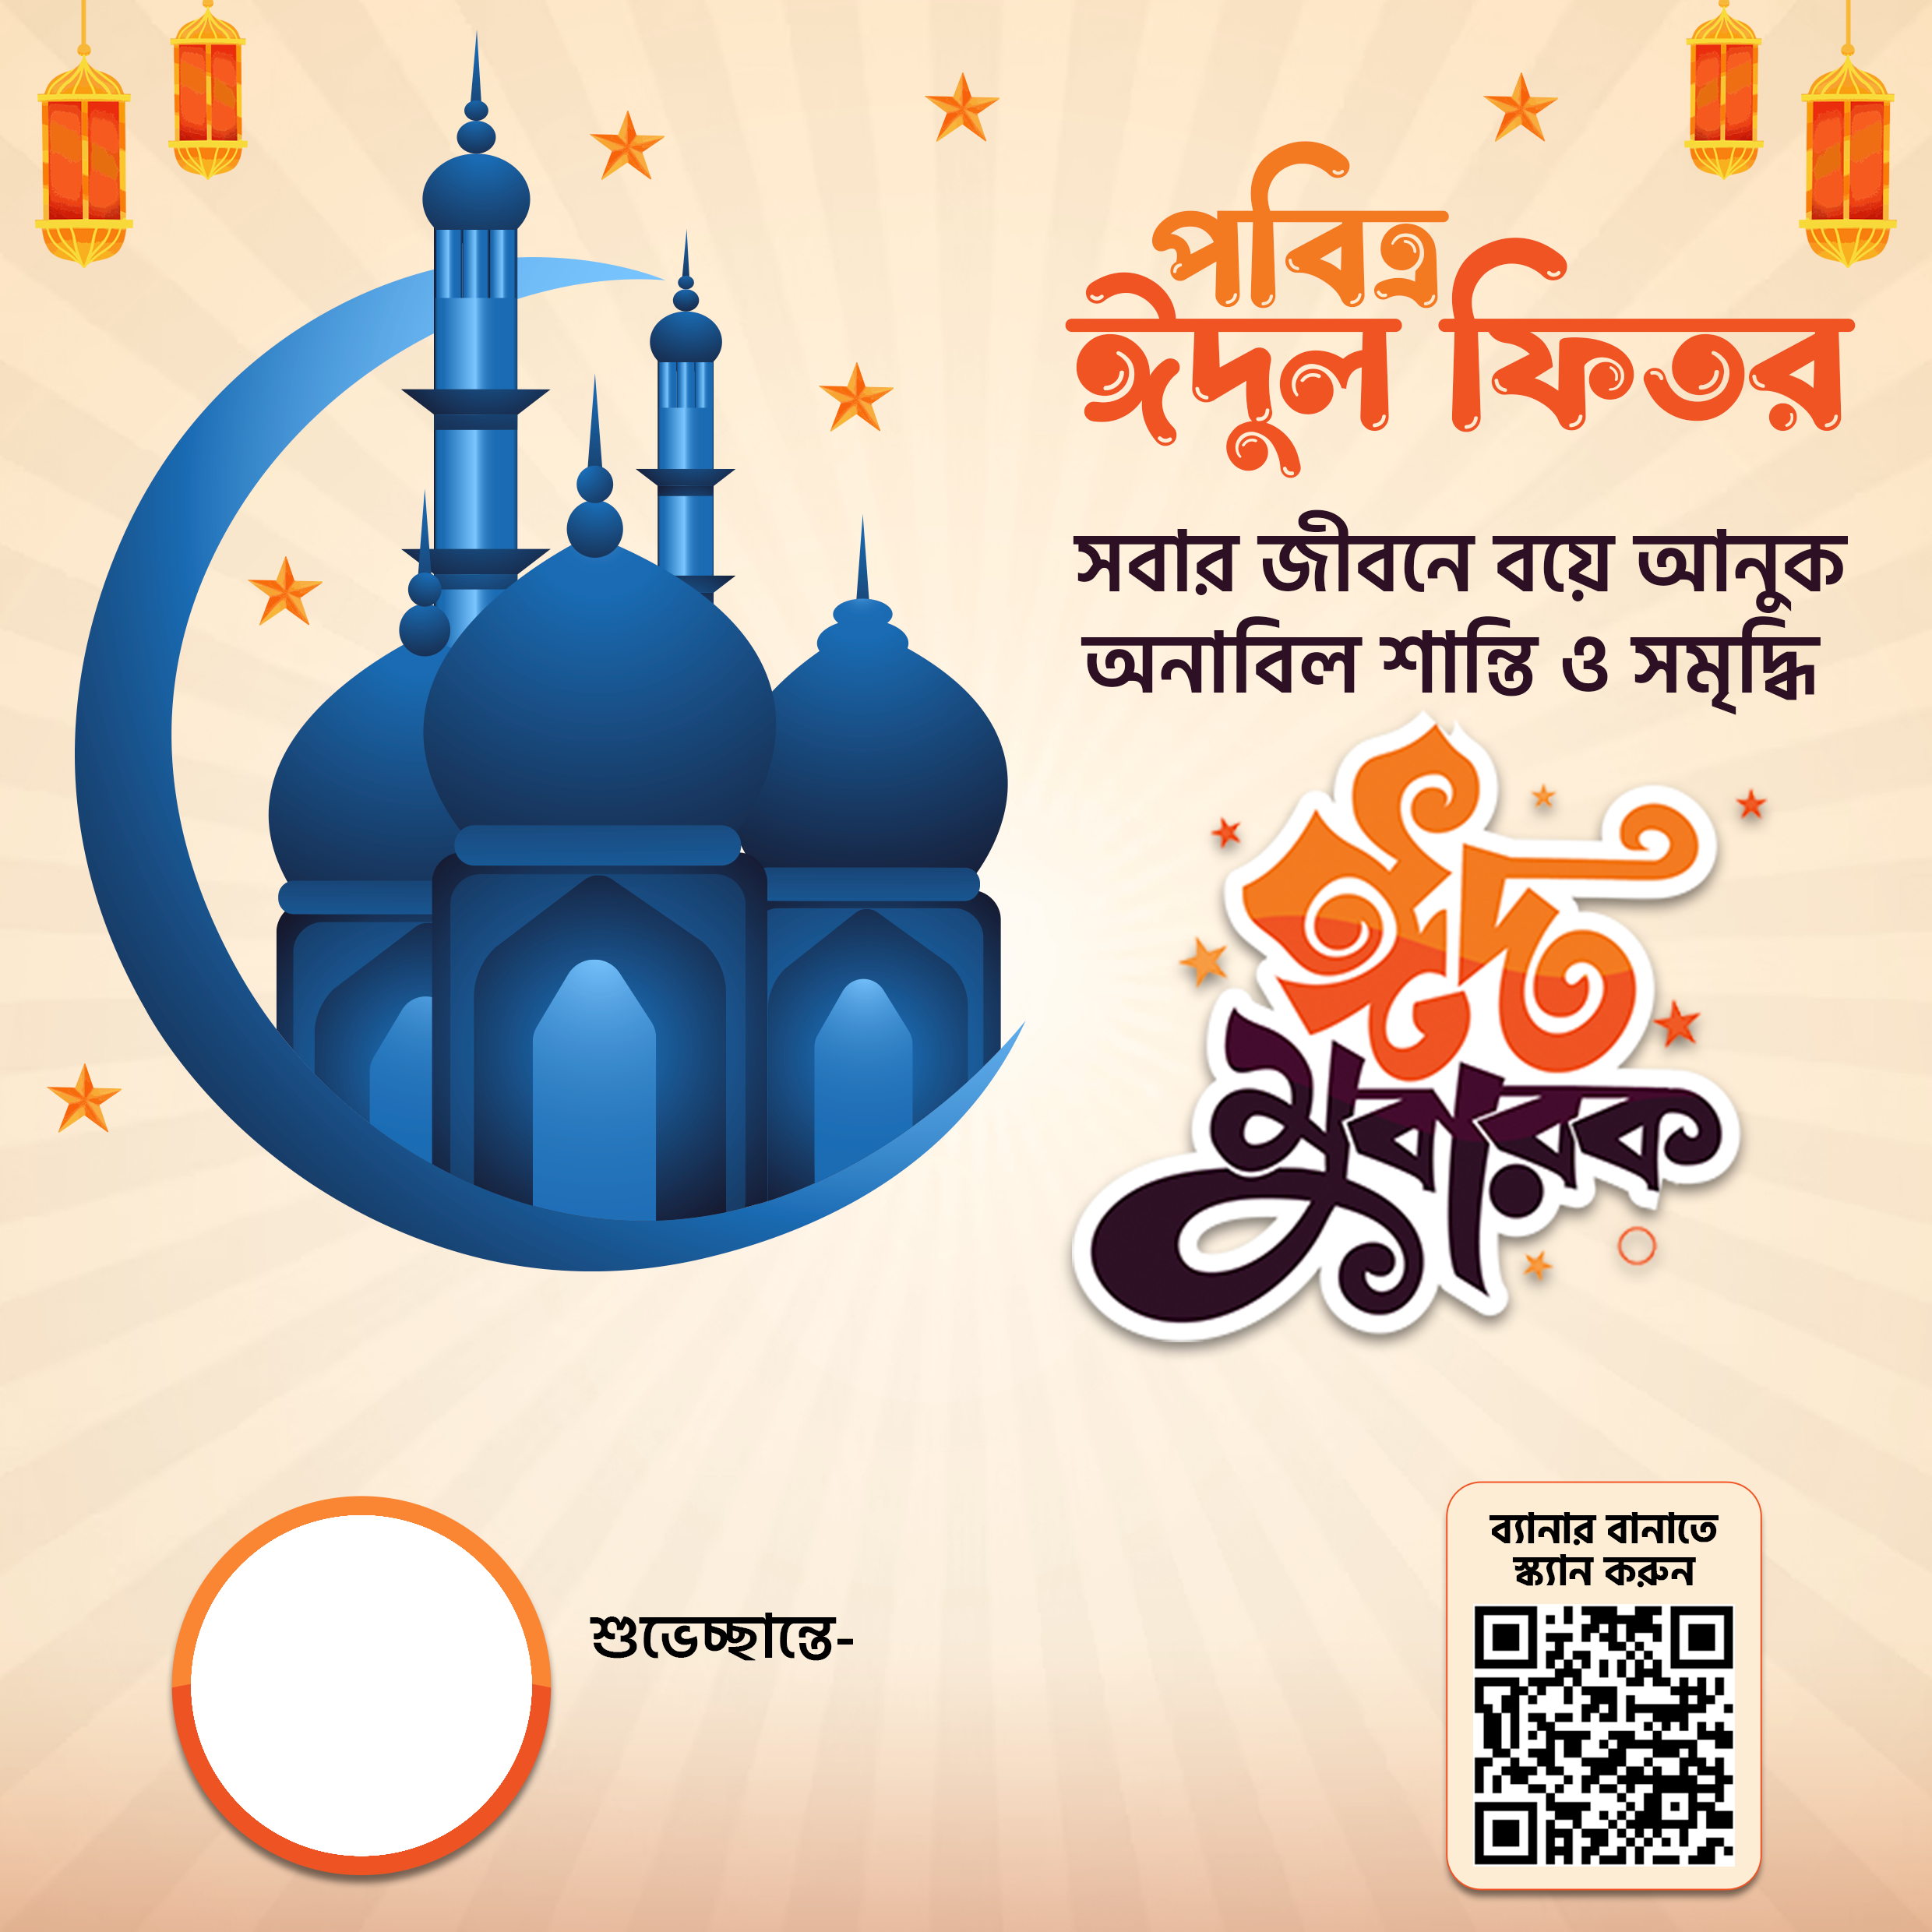 পবিত্র
ঈদুল ফিতর
সবার জীবনে বয়ে আনুক
অনাবিল শান্তি ও সমৃদ্ধি
ঈদ
মুবারক
শুভেচ্ছান্তে-
ব্যানার বানাতে
স্ক্যান করুন